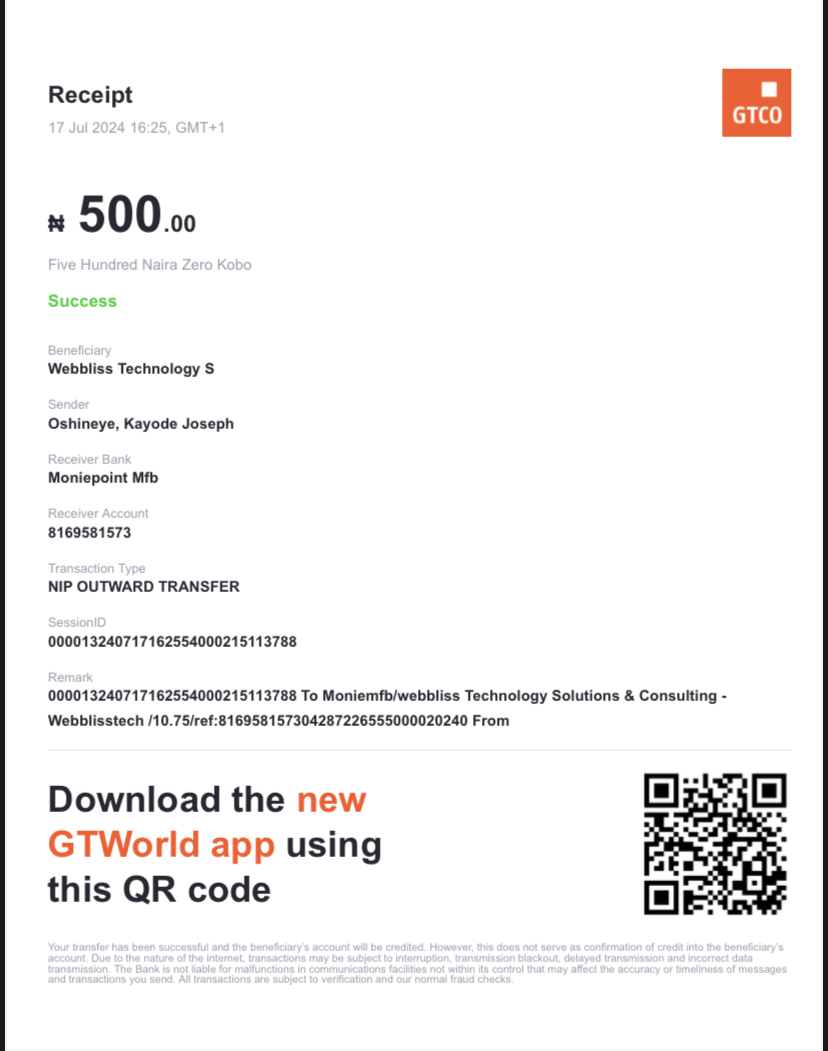 Receipt
GTCO
17 Jul 2024 16:25, GMT+1
₦ 500.00
Five Hundred Naira Zero Kobo
Success
Beneficiary
Webbliss Technology S
Sender
Oshineye, Kayode Joseph
Receiver Bank
Moniepoint Mfb
Receiver Account
8169581573
Transaction Type
NIP OUTWARD TRANSFER
SessionID
000013240717162554000215113788
Remark
000013240717162554000215113788 To Moniemfb/webbliss Technology Solutions & Consulting -
Webblisstech /10.75/ref:816958157304287226555000020240 From
Download the new
GTWorld app using
this QR code
Your transfer has been successful and the beneficiary's account will be credited. However, this does not serve as confirmation of credit into the beneficiary's
account. Due to the nature of the internet, transactions may be subject to interruption, transmission blackout, delayed transmission and incorrect data
transmission. The Bank is not liable for malfunctions in communications facilities not within its control that may affect the accuracy or timeliness of messages
and transactions you send. All transactions are subject to verification and our normal fraud checks.